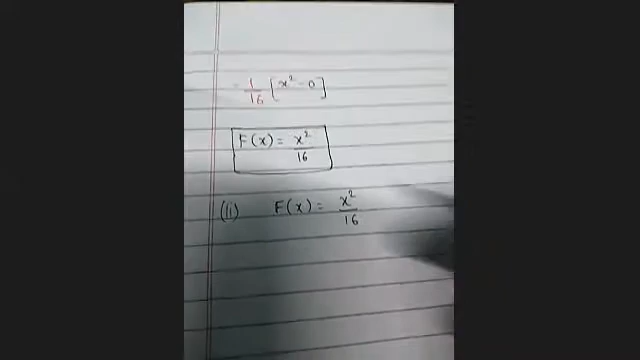 = 1/16 [x² - 0]
F(x) = x²/16
(ii) F(x) = x²/16